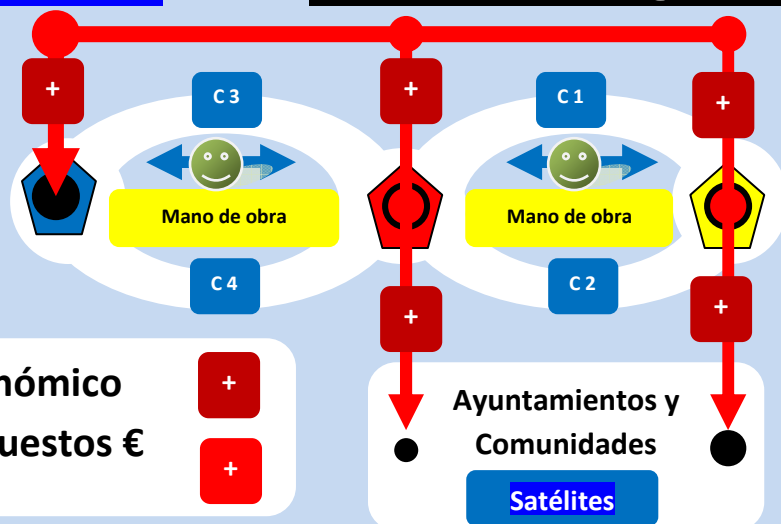 +
C 3
+
C 1
+
Mano de obra
Mano de obra
C 4
C 2
+
+
nómico
+
uestos €
+
Ayuntamientos y
Comunidades
Satélites